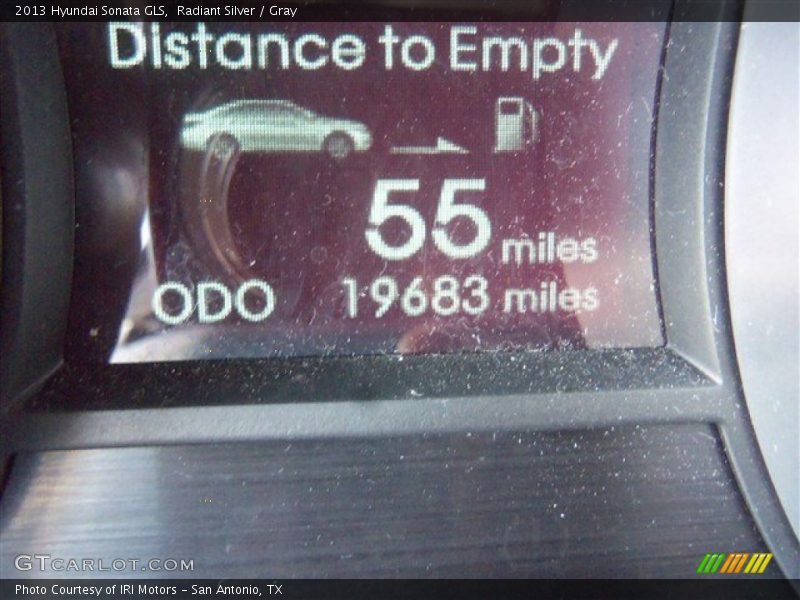 2013 Hyundai Sonata GLS, Radiant Silver / Gray
Distance to Empty
55 miles
ODO 19683 miles
GTCARLOT.COM
Photo Courtesy of IRI Motors – San Antonio, TX